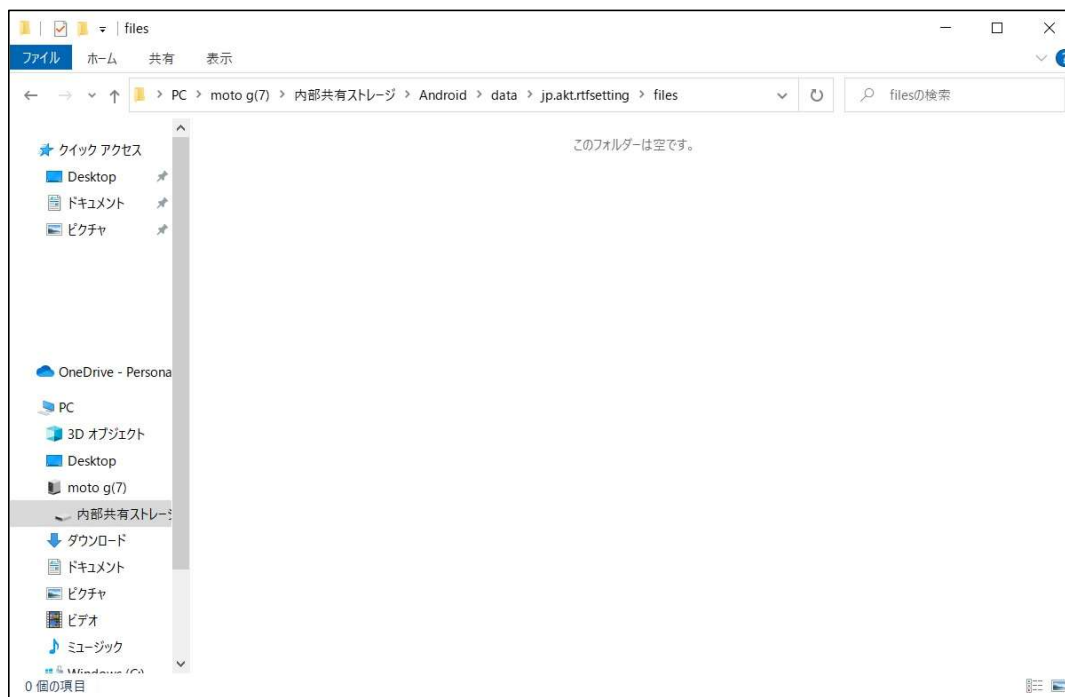 files
ファイル ホーム 共有 表示
PC > moto g(7) > 内部共有ストレージ > Android > data > jp.akt.rtfsetting > files
filesの検索
このフォルダーは空です。
クイック アクセス
Desktop
ドキュメント
ピクチャ
OneDrive - Persona
PC
3D オブジェクト
Desktop
moto g(7)
内部共有ストレージ
ダウンロード
ドキュメント
ピクチャ
ビデオ
ミュージック
Windows (C:)
0 個の項目